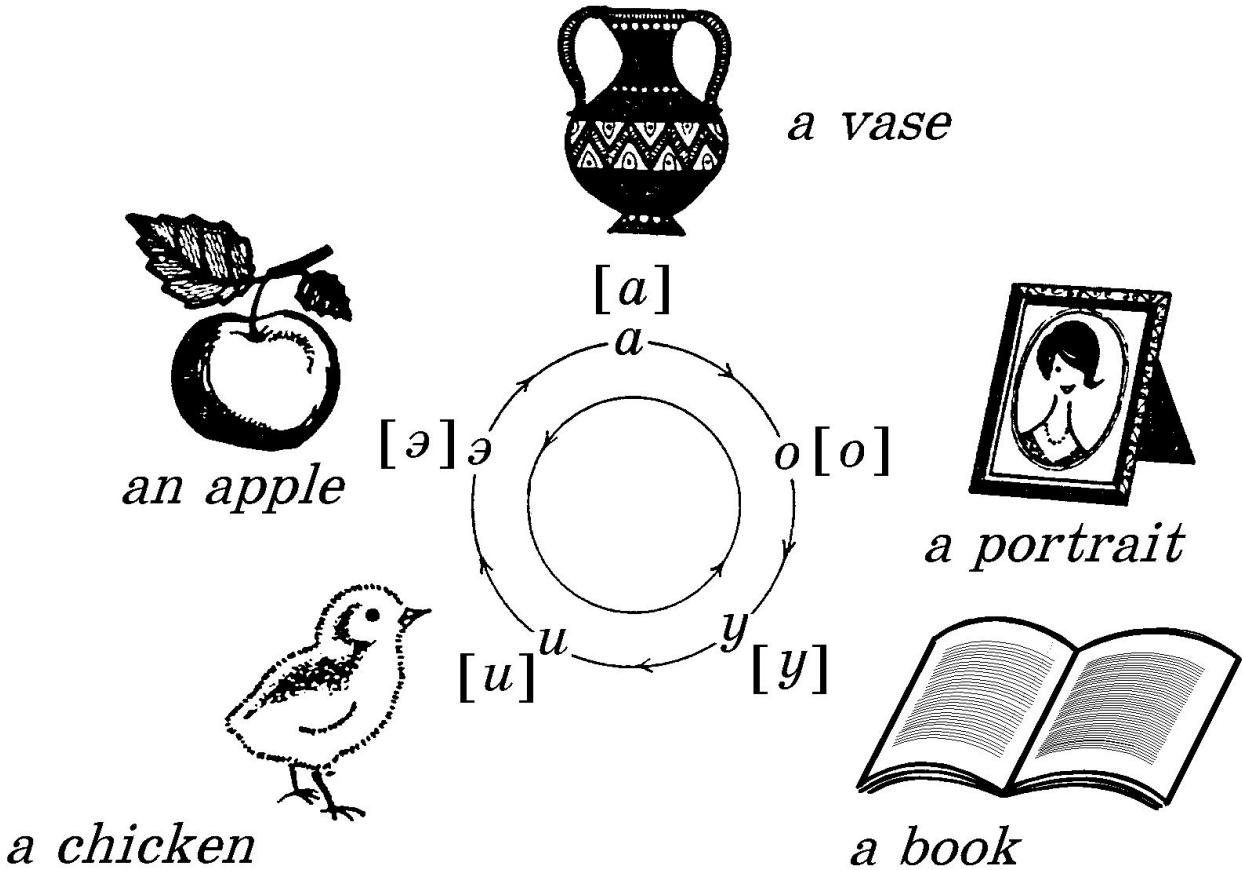 a vase
[а]
а
[э] э
о [о]
an apple
a portrait
и
у
[и]
[у]
a chicken
a book